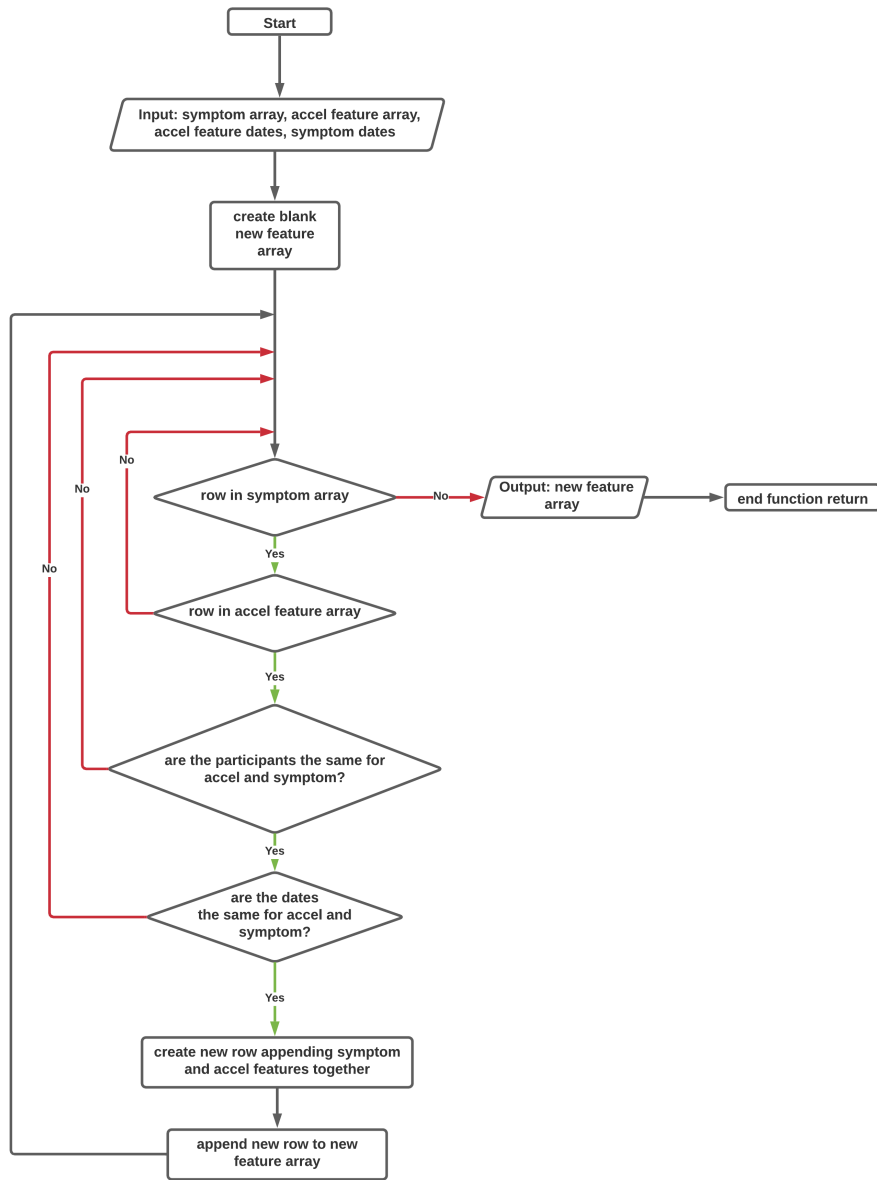 Start
Input: symptom array, accel feature array,
accel feature dates, symptom dates
create blank
new feature
array
row in symptom array
No
Output: new feature
array
end function return
Yes
No
row in accel feature array
Yes
No
are the participants the same for
accel and symptom?
Yes
No
are the dates
the same for accel and
symptom?
Yes
create new row appending symptom
and accel features together
append new row to new
feature array